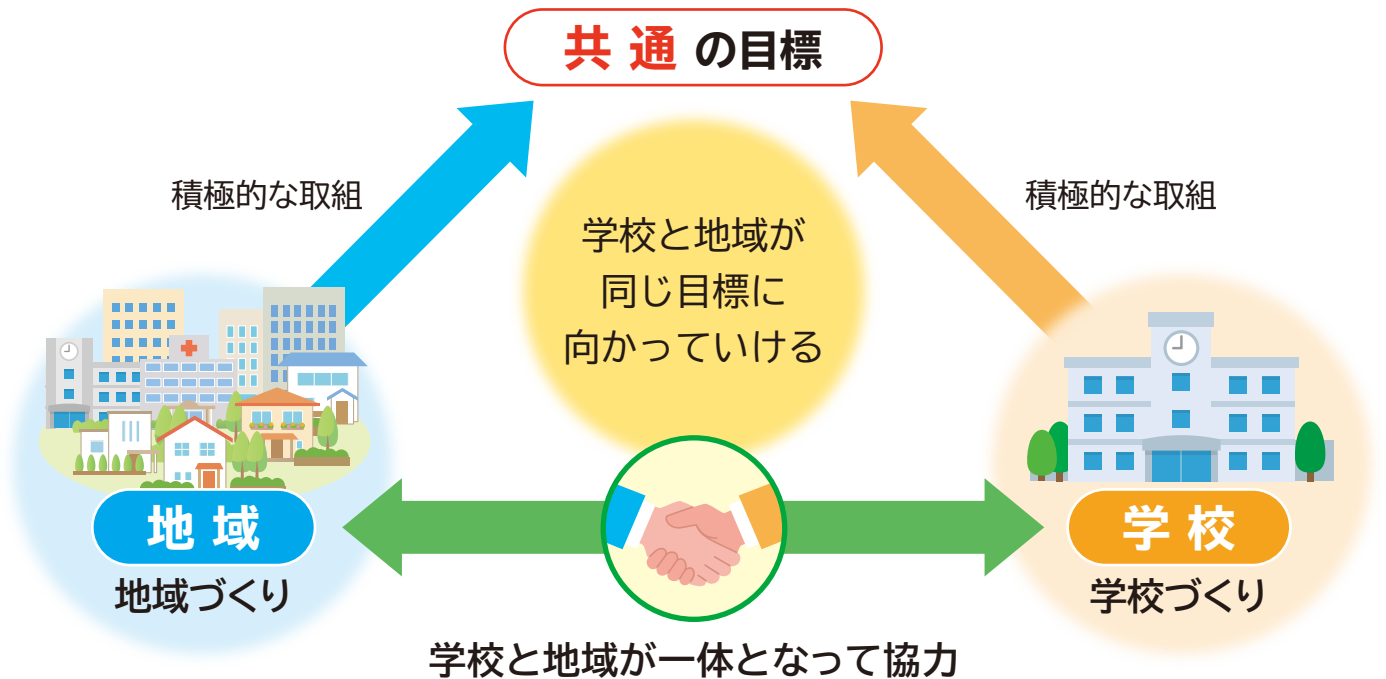 共通の目標
積極的な取組
積極的な取組
学校と地域が
同じ目標に
向かっていける
地域
地域づくり
学校
学校づくり
学校と地域が一体となって協力